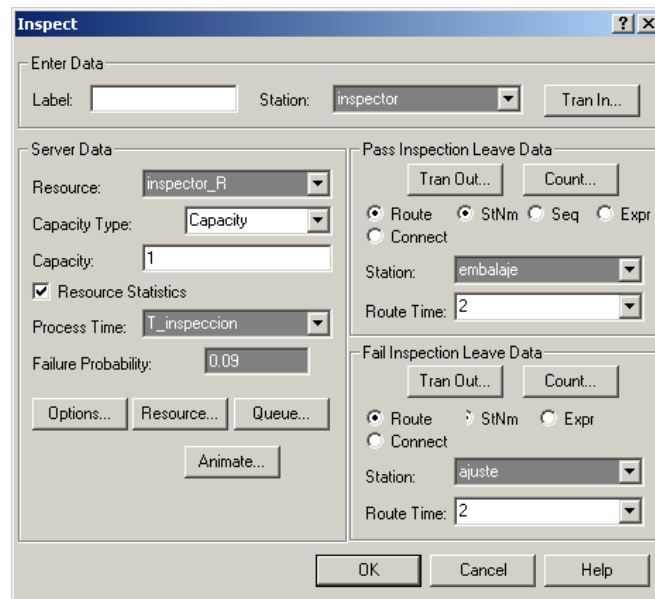 Inspect
Enter Data
Label: Station: inspector Tran In...
Server Data
Resource: inspector_R
Capacity Type: Capacity
Capacity: 1
Resource Statistics
Process Time: T_inspeccion
Failure Probability: 0.09
Options... Resource... Queue...
Animate...
Pass Inspection Leave Data
Tran Out... Count...
Route StNm Seq Expr
Connect
Station: embalaje
Route Time: 2
Fail Inspection Leave Data
Tran Out... Count...
Route StNm Expr
Connect
Station: ajuste
Route Time: 2
OK Cancel Help